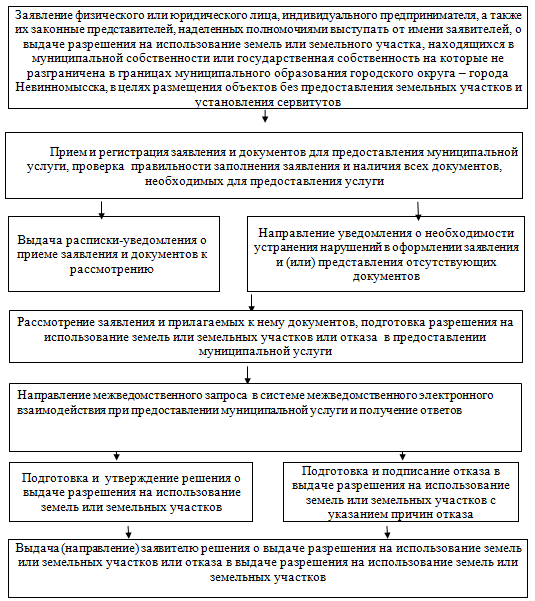 Заявление физического или юридического лица, индивидуального предпринимателя, а также
их законные представителей, наделенных полномочиями выступать от имени заявителей, о
выдаче разрешения на использование земель или земельного участка, находящихся в
муниципальной собственности или государственная собственность на которые не
разграничена в границах муниципального образования городского округа – города
Невинномысска, в целях размещения объектов без предоставления земельных участков и
установления сервитутов
Прием и регистрация заявления и документов для предоставления муниципальной
услуги, проверка правильности заполнения заявления и наличия всех документов,
необходимых для предоставления услуги
Выдача расписки-уведомления о
приеме заявления и документов к
рассмотрению
Направление уведомления о необходимости
устранения нарушений в оформлении заявления
и (или) представления отсутствующих
документов
Рассмотрение заявления и прилагаемых к нему документов, подготовка разрешения на
использование земель или земельных участков или отказа в предоставлении
муниципальной услуги
Направление межведомственного запроса в системе межведомственного электронного
взаимодействия при предоставлении муниципальной услуги и получение ответов
Подготовка и утверждение решения о
выдаче разрешения на использование
земель или земельных участков
Подготовка и подписание отказа в
выдаче разрешения на использование
земель или земельных участков с
указанием причин отказа
Выдача (направление) заявителю решения о выдаче разрешения на использование земель
или земельных участков или отказа в выдаче разрешения на использование земель или
земельных участков